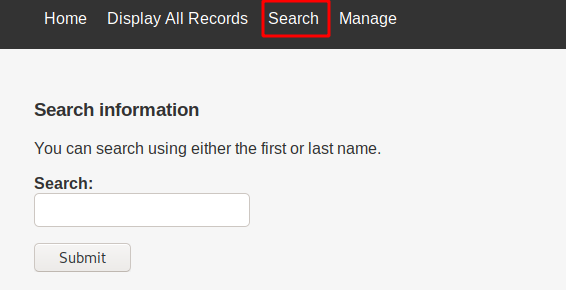 Home Display All Records Search Manage
Search information
You can search using either the first or last name.
Search:
Submit